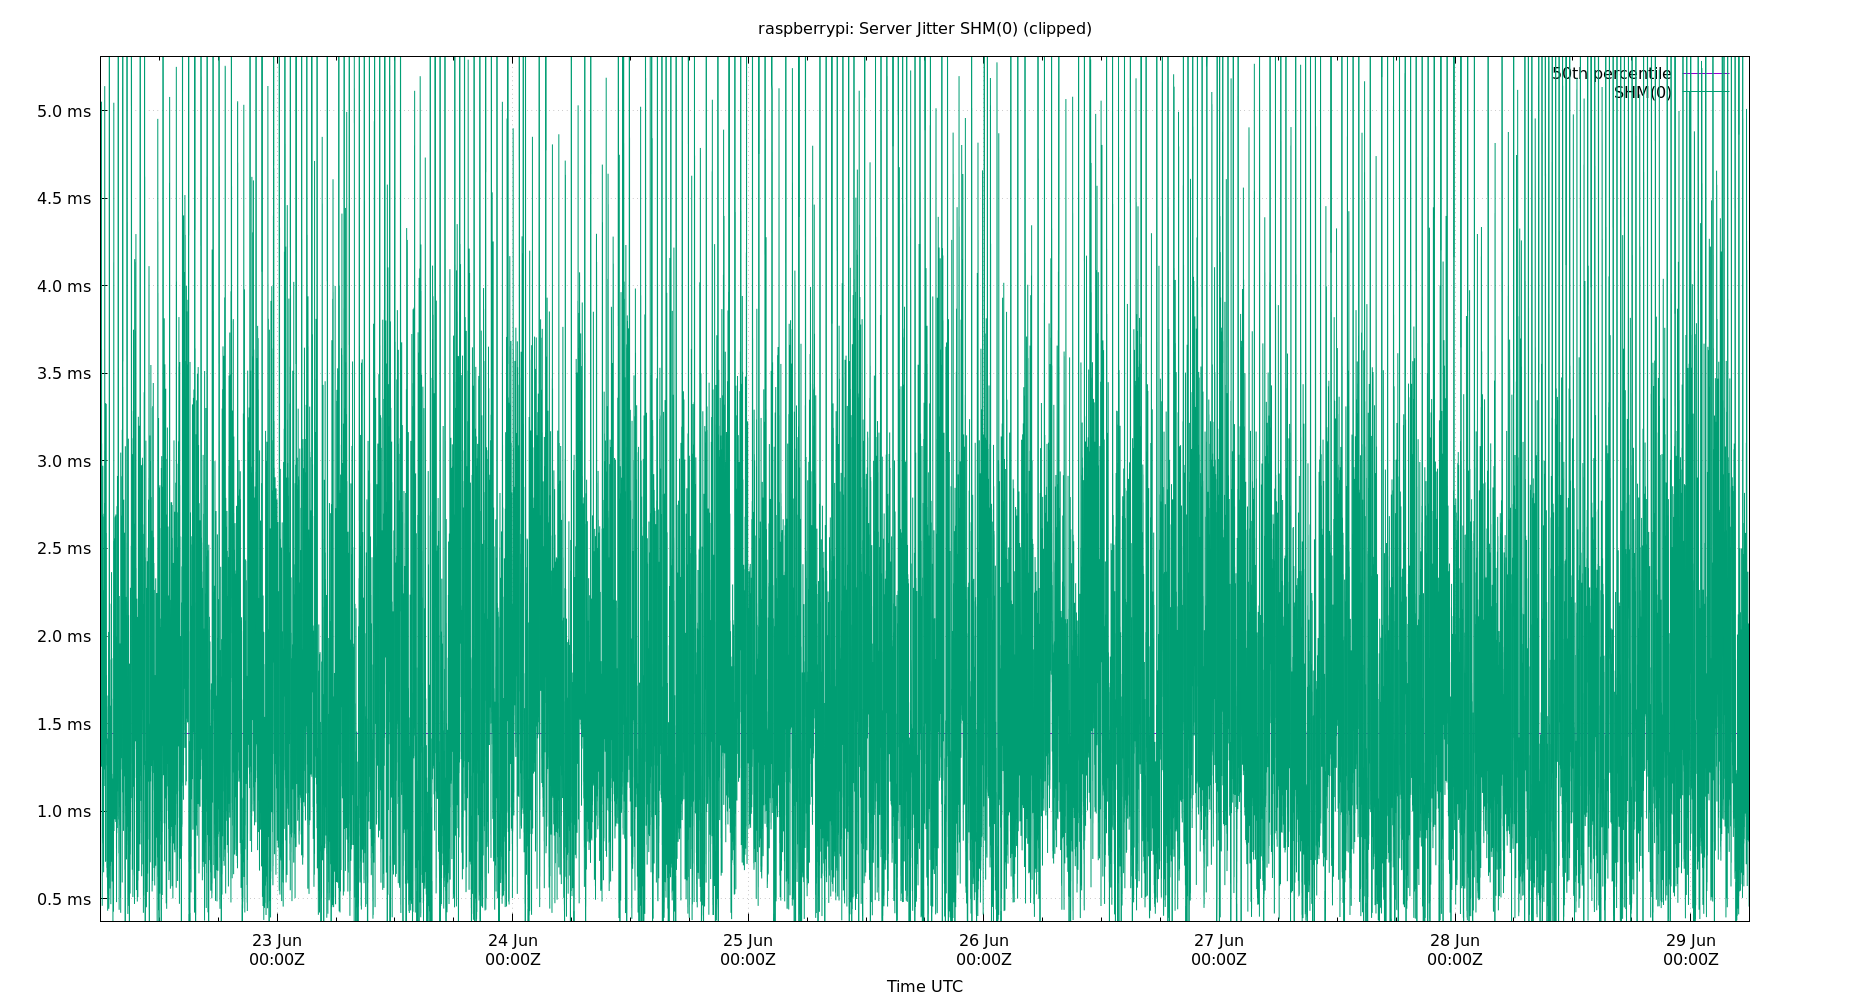 raspberrypi: Server Jitter SHM(0) (clipped)
50th percentile
SHM(0)
5.0 ms
4.5 ms
4.0 ms
3.5 ms
3.0 ms
2.5 ms
2.0 ms
1.5 ms
1.0 ms
0.5 ms
23 Jun 24 Jun 25 Jun 26 Jun 27 Jun 28 Jun 29 Jun
00:00Z 00:00Z 00:00Z 00:00Z 00:00Z 00:00Z 00:00Z
Time UTC